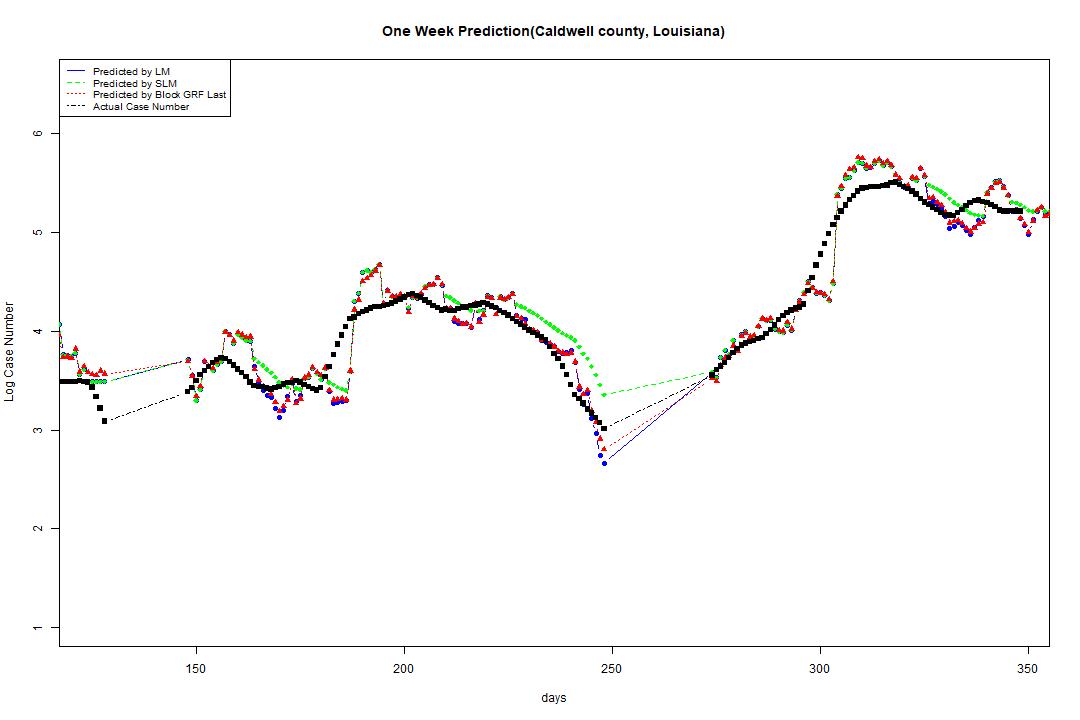 One Week Prediction(Caldwell county, Louisiana)
Predicted by LM
Predicted by SLM
Predicted by Block GRF Last
Actual Case Number
Log Case Number
6
5
4
3
2
1
150
200
250
300
350
days